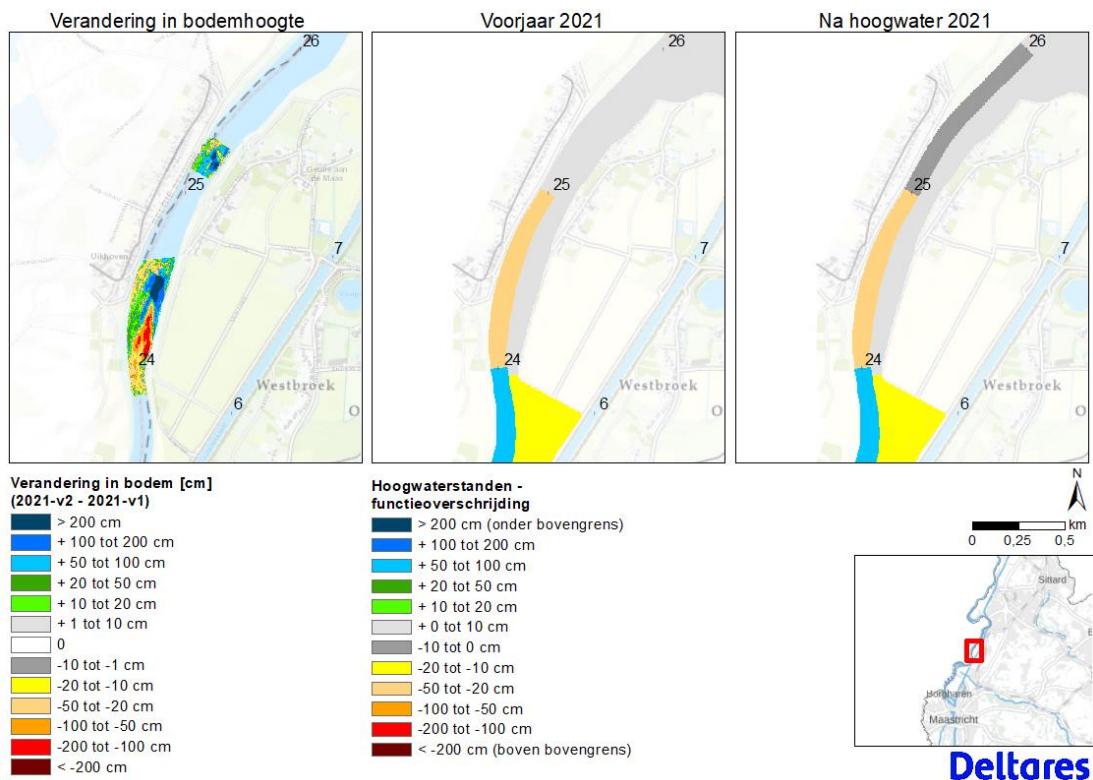 Verandering in bodemhoogte
Voorjaar 2021
Na hoogwater 2021
26
25
24
7
6
Uikhoven
Geulle aan
de Maas
Westbroek
26
25
24
7
6
Westbroek
O
26
25
24
7
6
Westbroek
O
Verandering in bodem [cm]
(2021-v2 - 2021-v1)
> 200 cm
+ 100 tot 200 cm
+ 50 tot 100 cm
+ 20 tot 50 cm
+ 10 tot 20 cm
+ 1 tot 10 cm
0
-10 tot -1 cm
-20 tot -10 cm
-50 tot -20 cm
-100 tot -50 cm
-200 tot -100 cm
< -200 cm
Hoogwaterstanden -
functieoverschrijding
> 200 cm (onder bovengrens)
+ 100 tot 200 cm
+ 50 tot 100 cm
+ 20 tot 50 cm
+ 10 tot 20 cm
+ 0 tot 10 cm
-10 tot 0 cm
-20 tot -10 cm
-50 tot -20 cm
-100 tot -50 cm
-200 tot -100 cm
< -200 cm (boven bovengrens)
N
km
0 0,25 0,5
Sittard
Horgharen
Maastricht
Deltares